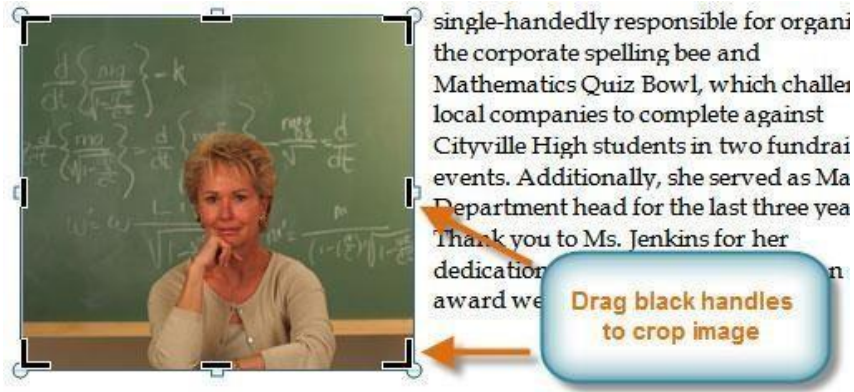 single-handedly responsible for organi
the corporate spelling bee and
Mathematics Quiz Bowl, which challen
local companies to complete against
Cityville High students in two fundrai
events. Additionally, she served as Ma
Department head for the last three yea
Thank you to Ms. Jenkins for her
dedication
award we
Drag black handles
to crop image